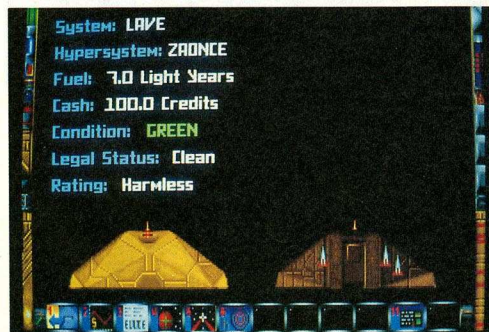 System: LAVE
Hypersystem: ZAONCE
Fuel: 7.0 Light Years
Cash: 100.0 Credits
Condition: GREEN
Legal Status: Clean
Rating: Harmless
ELITE